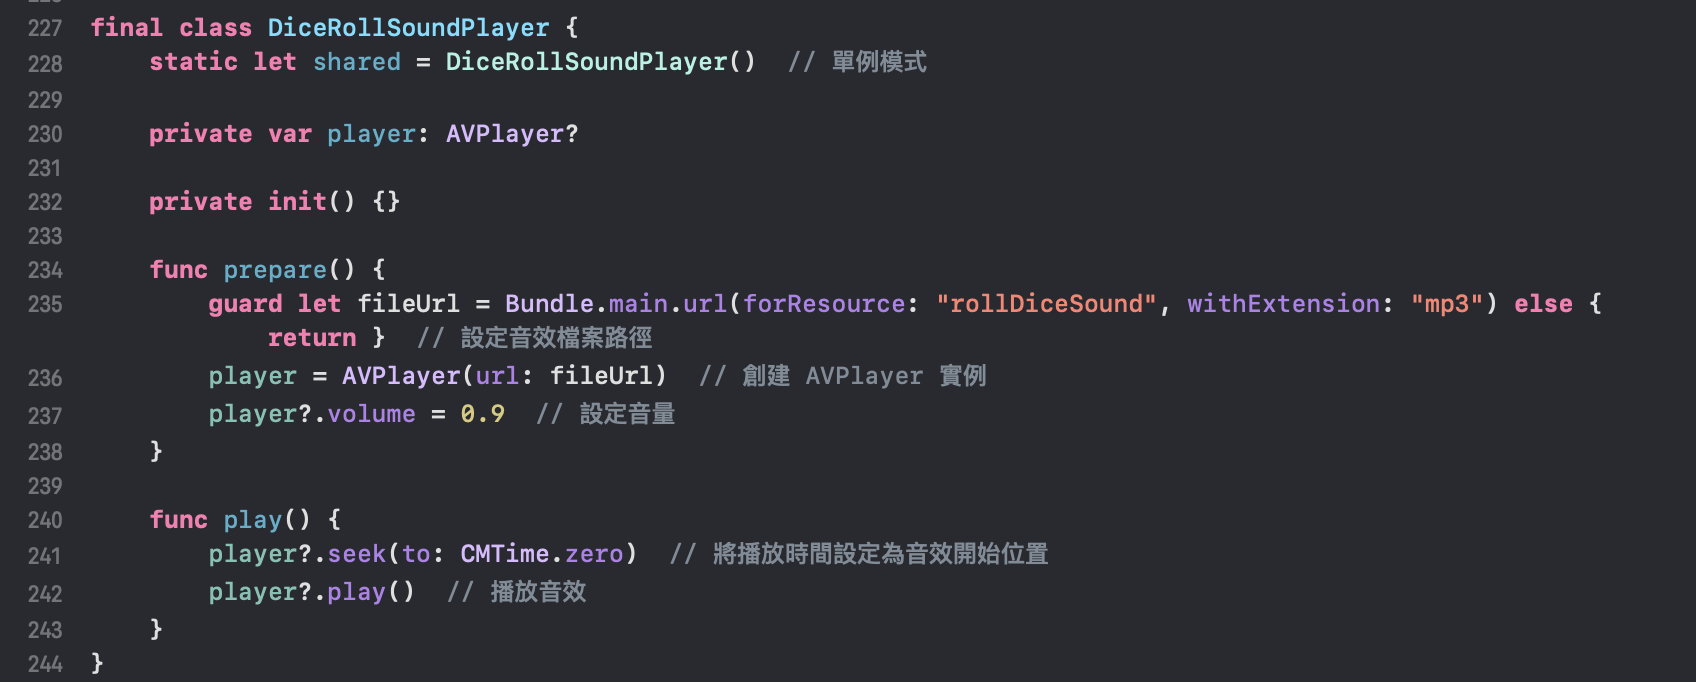 227 final class DiceRollSoundPlayer {
228 static let shared = DiceRollSoundPlayer() // 單例模式
229
230 private var player: AVPlayer?
231
232 private init() {}
233
234 func prepare() {
235 guard let fileUrl = Bundle.main.url(forResource: "rollDiceSound", withExtension: "mp3") else {
return } // 設定音效檔案路徑
236 player = AVPlayer(url: fileUrl) // 創建 AVPlayer 實例
237 player?.volume = 0.9 // 設定音量
238 }
239
240 func play() {
241 player?.seek(to: CMTime.zero) // 將播放時間設定為音效開始位置
242 player?.play() // 播放音效
243 }
244 }